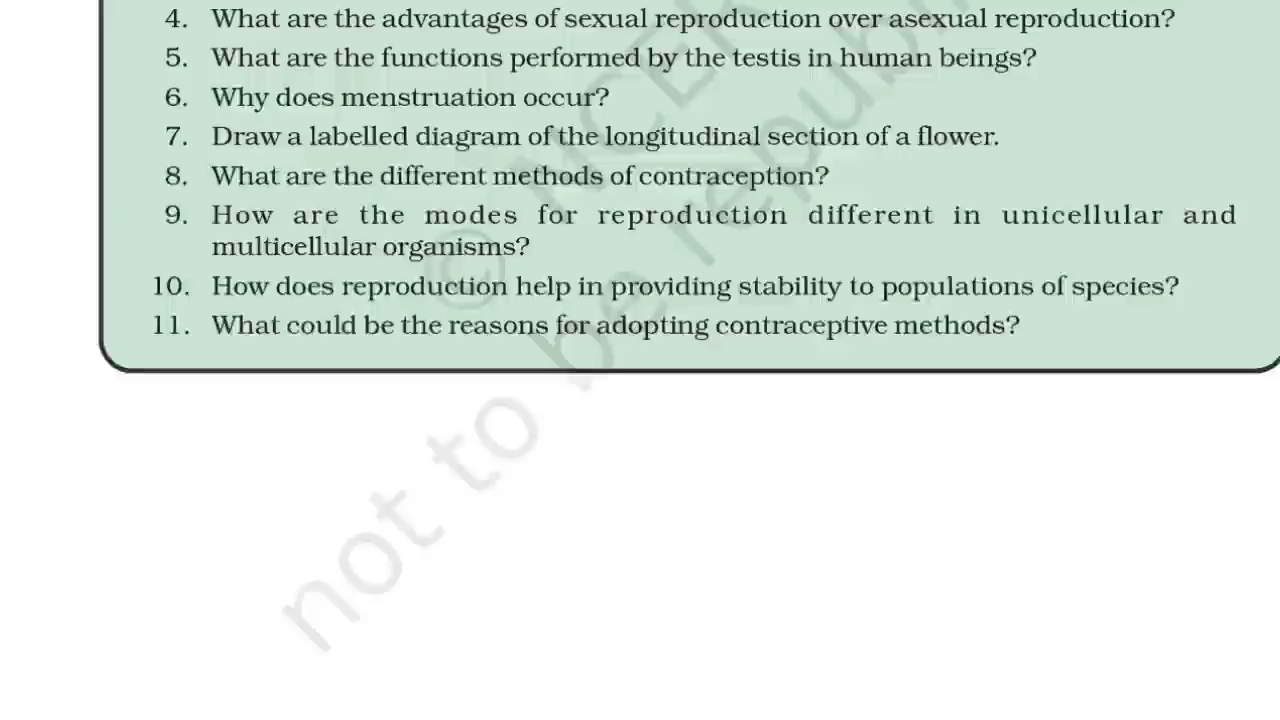 4. What are the advantages of sexual reproduction over asexual reproduction?
5. What are the functions performed by the testis in human beings?
6. Why does menstruation occur?
7. Draw a labelled diagram of the longitudinal section of a flower.
8. What are the different methods of contraception?
9. How are the modes for reproduction different in unicellular and
multicellular organisms?
10. How does reproduction help in providing stability to populations of species?
11. What could be the reasons for adopting contraceptive methods?
©
not to be